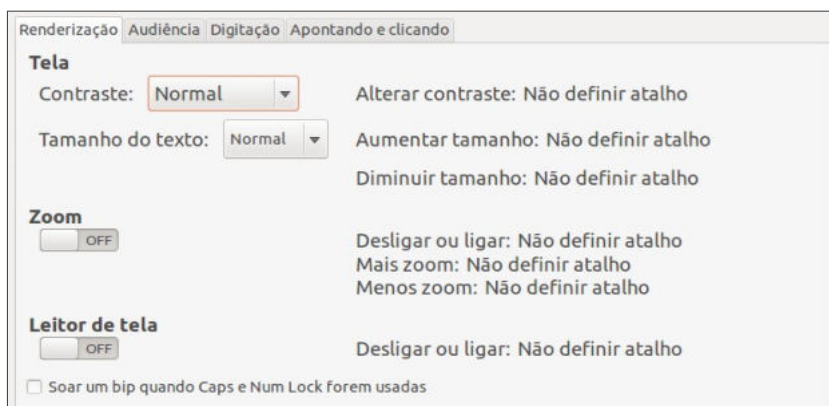 Renderização Audiência Digitação Apontando e clicando
Tela
Contraste: Normal Alterar contraste: Não definir atalho
Tamanho do texto: Normal Aumentar tamanho: Não definir atalho
Diminuir tamanho: Não definir atalho
Zoom
OFF Desligar ou ligar: Não definir atalho
Mais zoom: Não definir atalho
Menos zoom: Não definir atalho
Leitor de tela
OFF Desligar ou ligar: Não definir atalho
Soar um bip quando Caps e Num Lock forem usadas